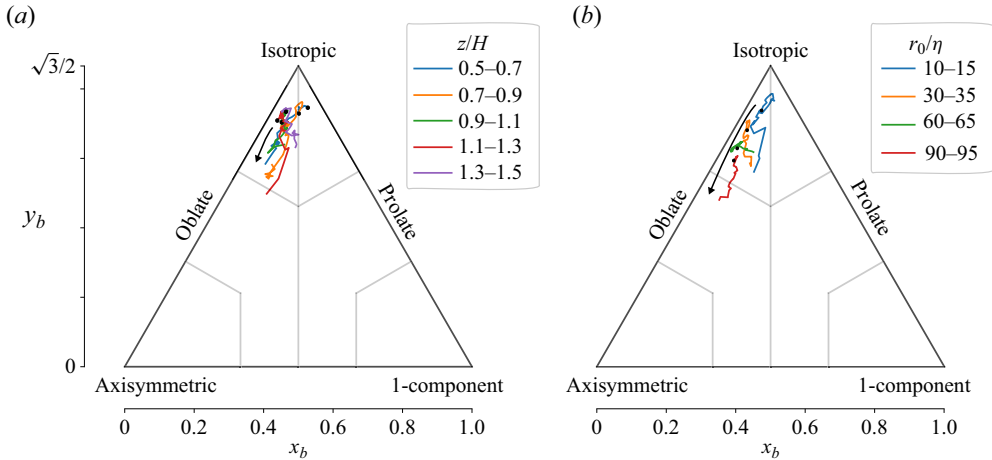 (a)
(b)
z/H
0.5–0.7
0.7–0.9
0.9–1.1
1.1–1.3
1.3–1.5
r₀/η
10–15
30–35
60–65
90–95
Isotropic
Isotropic
√3/2
y_b
0
Oblate
Prolate
Oblate
Prolate
Axisymmetric
1-component
Axisymmetric
1-component
0 0.2 0.4 0.6 0.8 1.0
x_b
0 0.2 0.4 0.6 0.8 1.0
x_b